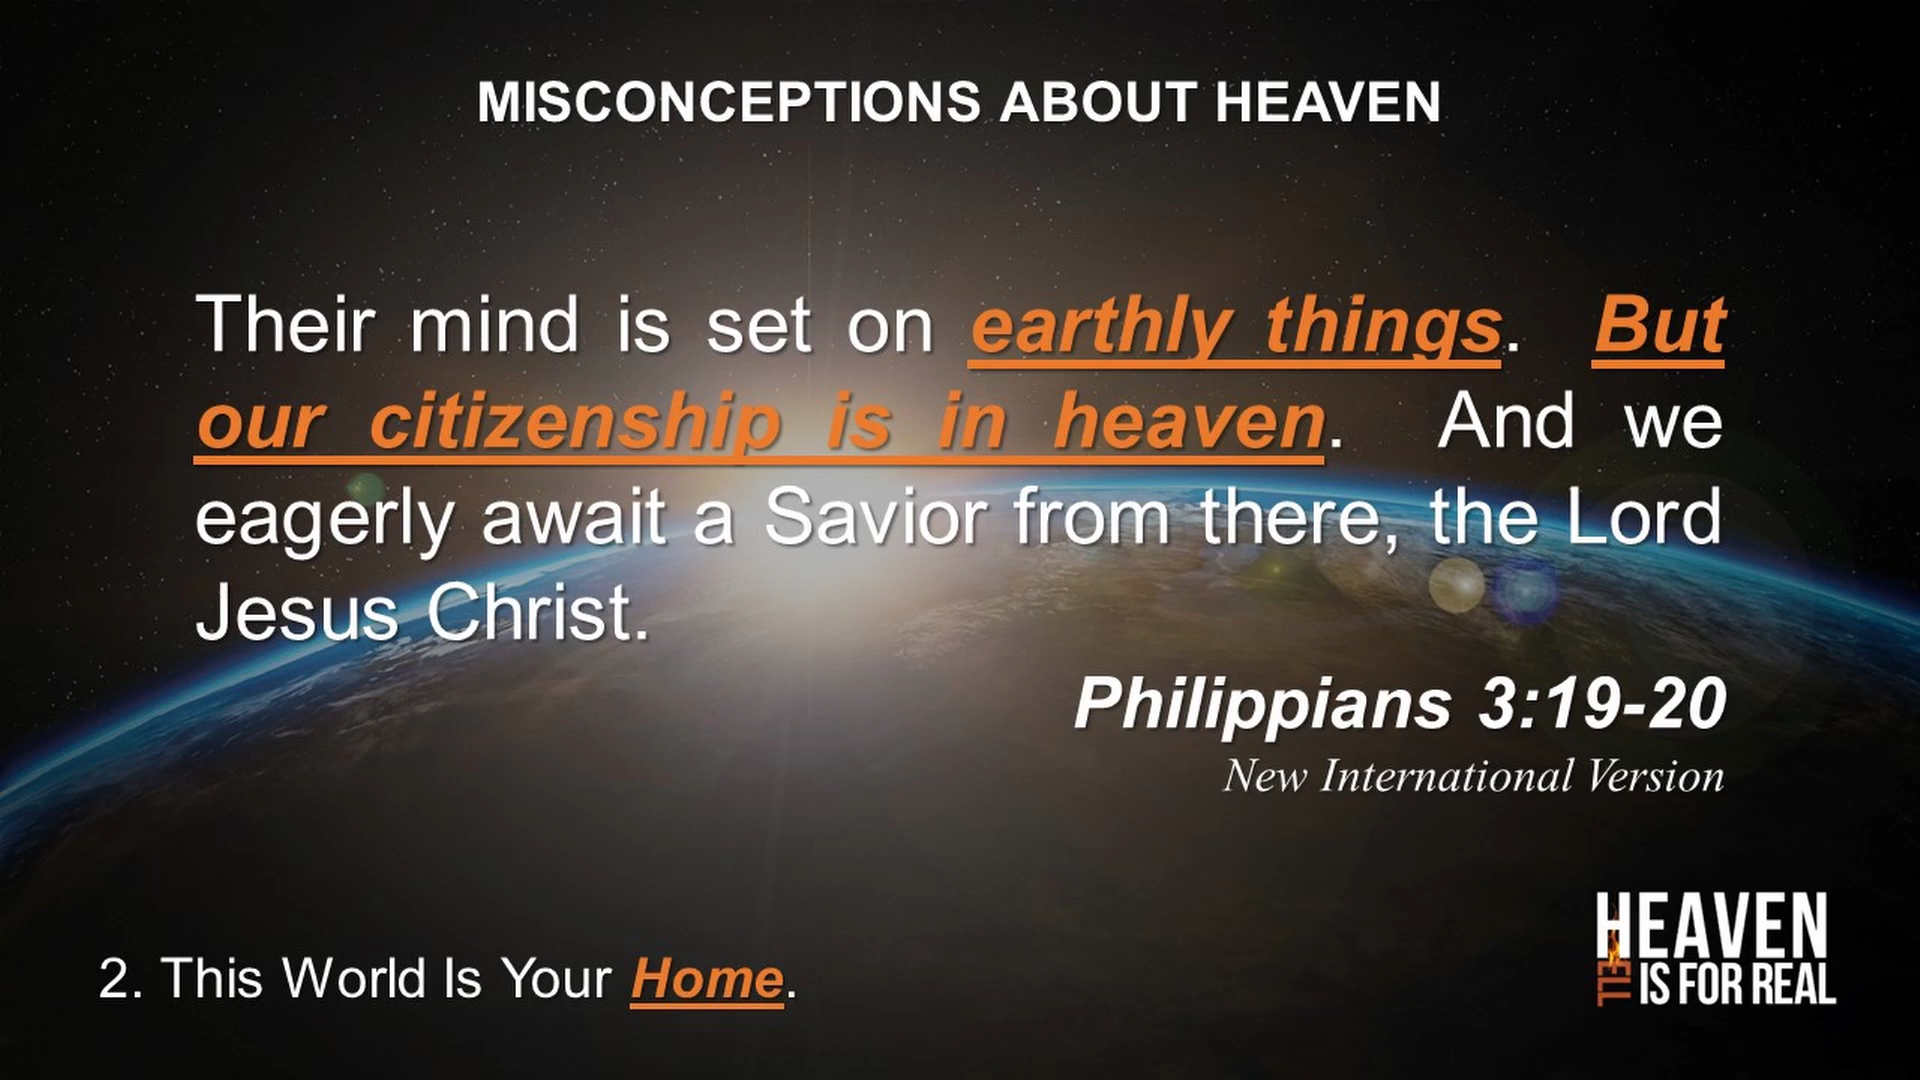 MISCONCEPTIONS ABOUT HEAVEN
Their mind is set on earthly things. But
our citizenship is in heaven. And we
eagerly await a Savior from there, the Lord
Jesus Christ.
Philippians 3:19-20
New International Version
2. This World Is Your Home.
HEAVEN
HELL
IS FOR REAL